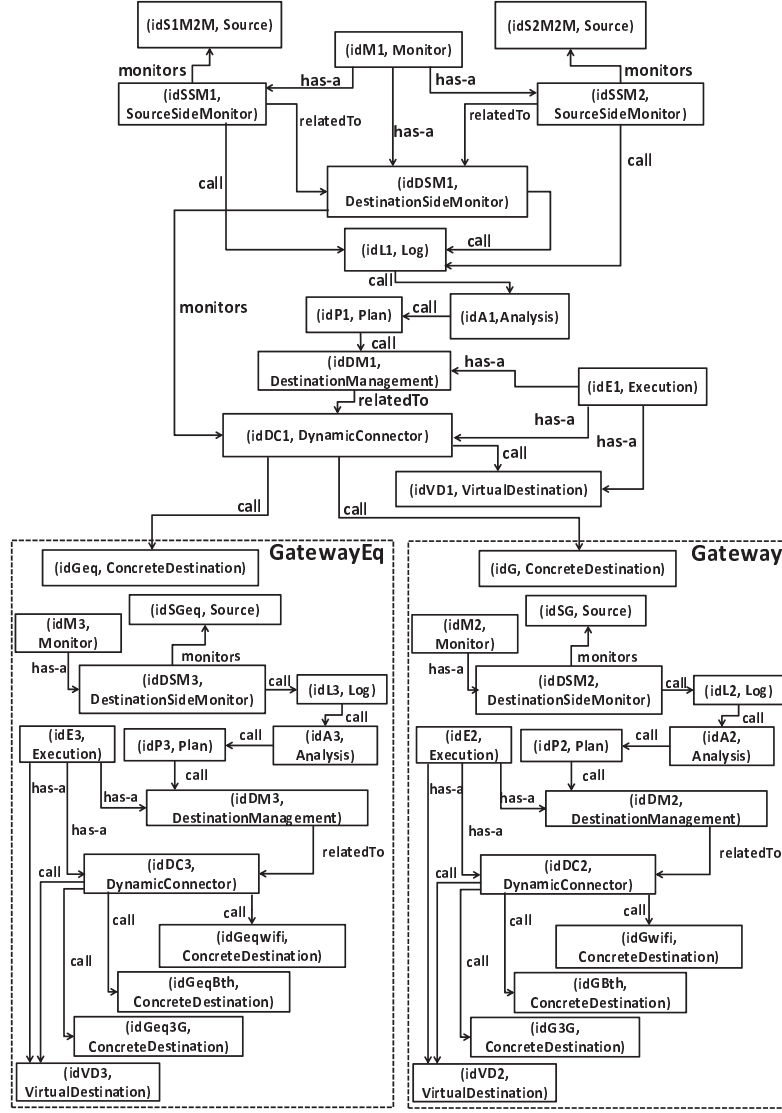 (idS1M2M, Source)
(idS2M2M, Source)
(idM1, Monitor)
monitors
monitors
has-a
has-a
(idSSM1,
SourceSideMonitor)
(idSSM2,
SourceSideMonitor)
relatedTo
has-a
relatedTo
call
call
(idDSM1,
DestinationSideMonitor)
call
(idL1, Log)
call
monitors
(idP1, Plan)
call
(idA1,Analysis)
call
(idDM1,
DestinationManagement)
has-a
(idE1, Execution)
relatedTo
has-a
(idDC1, DynamicConnector)
has-a
call
(idVD1, VirtualDestination)
call
call
GatewayEq
(idGeq, ConcreteDestination)
(idSGeq, Source)
(idM3,
Monitor)
monitors
has-a
(idDSM3,
DestinationSideMonitor)
call
(idL3, Log)
call
(idE3,
Execution)
(idP3, Plan)
call
(idA3,
Analysis)
call
has-a
has-a
(idDM3,
DestinationManagement)
has-a
relatedTo
call
(idDC3,
DynamicConnector)
call
call
(idGeqwifi,
ConcreteDestination)
call
(idGeqBth,
ConcreteDestination)
(idGeq3G,
ConcreteDestination)
(idVD3,
VirtualDestination)
Gateway
(idG, ConcreteDestination)
(idSG, Source)
(idM2,
Monitor)
monitors
has-a
(idDSM2,
DestinationSideMonitor)
call
(idL2, Log)
call
(idE2,
Execution)
(idP2, Plan)
call
(idA2,
Analysis)
call
has-a
has-a
(idDM2,
DestinationManagement)
has-a
relatedTo
call
(idDC2,
DynamicConnector)
call
call
(idGwifi,
ConcreteDestination)
call
(idGBth,
ConcreteDestination)
(idG3G,
ConcreteDestination)
(idVD2,
VirtualDestination)